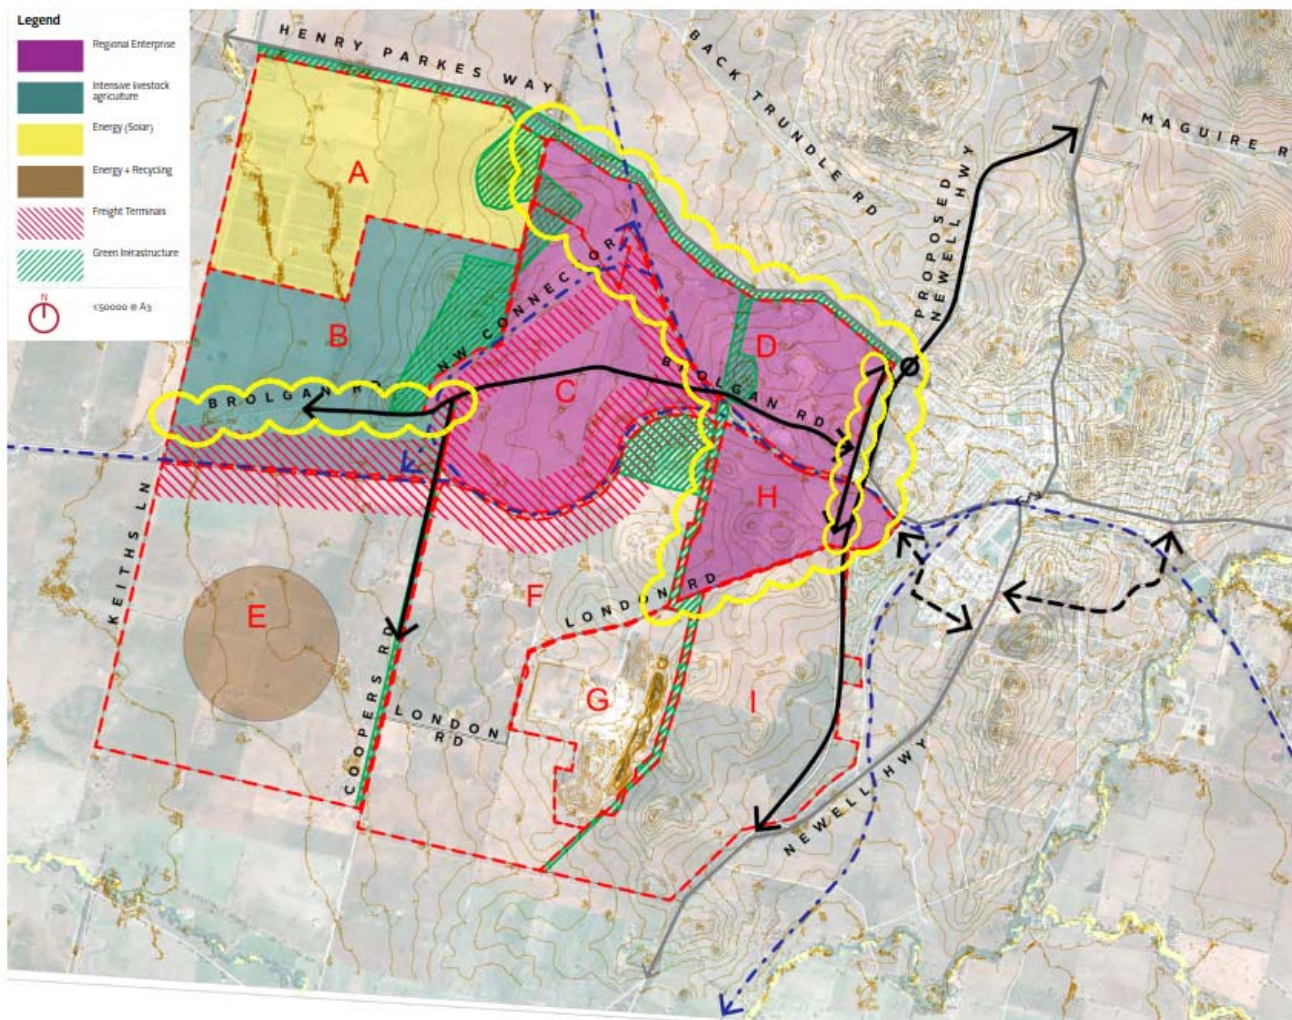 Legend
Regional Enterprise
Intensive livestock
agriculture
Energy (Solar)
Energy + Recycling
Freight Terminals
Green Infrastructure
N
1:50000 @ A3
HENRY PARKES WAY
BACK TRUNDLE RD
MAGUIRE R
PROPOSED
NEWELL HWY
A
B
NW CONNECTOR
C
D
BROLGAN RD
BROLGAN RD
H
KEITHS LN
E
F
LONDON RD
G
I
COOPERS RD
LONDON
RD
NEWELL HWY